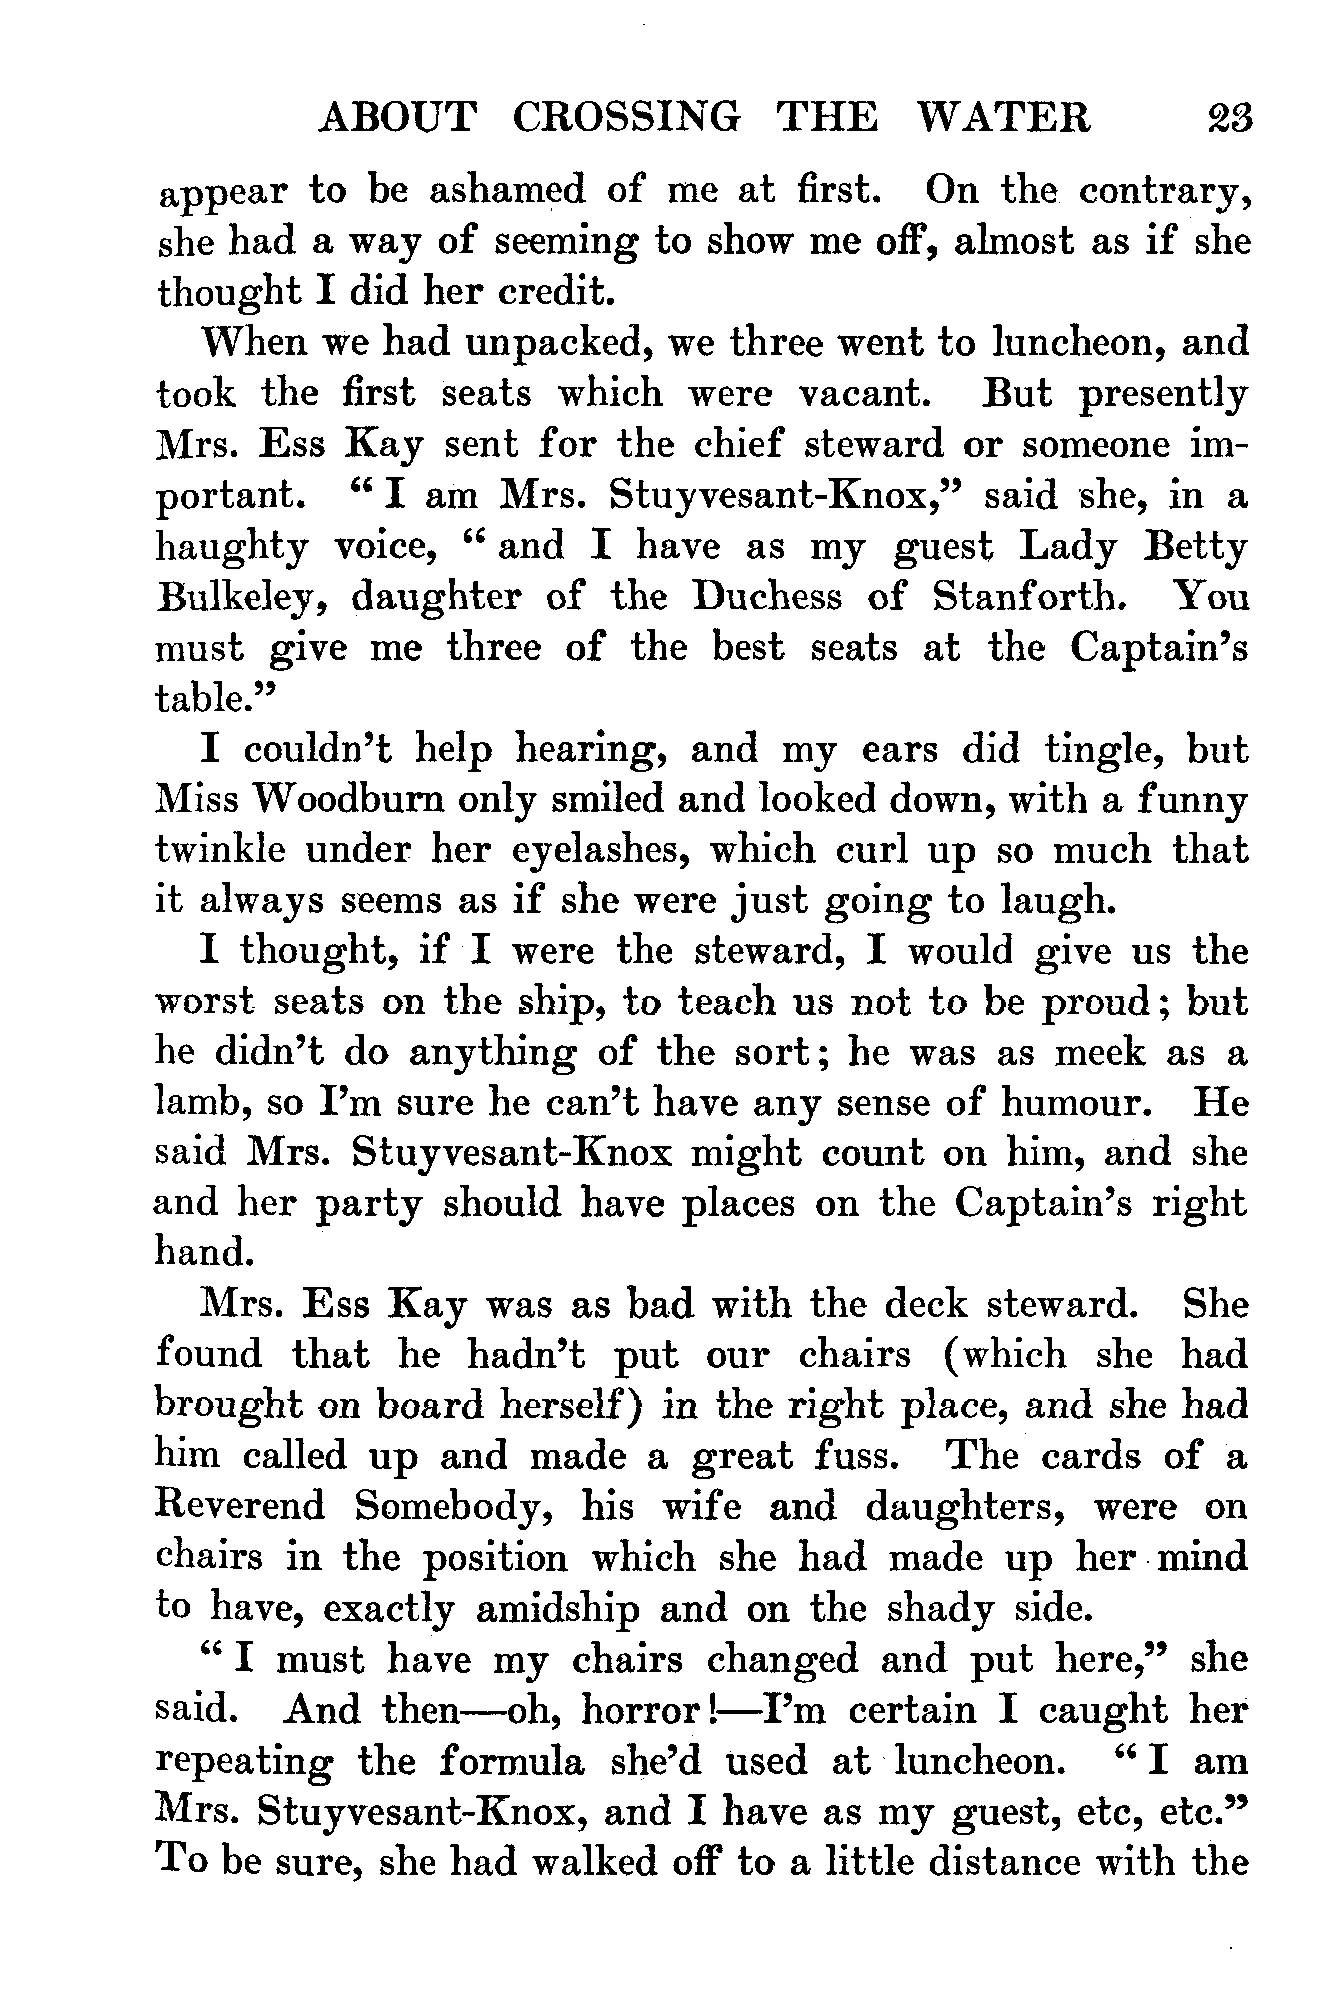 ABOUT CROSSING THE WATER 23
appear to be ashamed of me at first. On the contrary,
she had a way of seeming to show me off, almost as if she
thought I did her credit.
When we had unpacked, we three went to luncheon, and
took the first seats which were vacant. But presently
Mrs. Ess Kay sent for the chief steward or someone im-
portant. “ I am Mrs. Stuyvesant-Knox,” said she, in a
haughty voice, “ and I have as my guest Lady Betty
Bulkeley, daughter of the Duchess of Stanforth. You
must give me three of the best seats at the Captain’s
table.”
I couldn’t help hearing, and my ears did tingle, but
Miss Woodburn only smiled and looked down, with a funny
twinkle under her eyelashes, which curl up so much that
it always seems as if she were just going to laugh.
I thought, if I were the steward, I would give us the
worst seats on the ship, to teach us not to be proud; but
he didn’t do anything of the sort; he was as meek as a
lamb, so I’m sure he can’t have any sense of humour. He
said Mrs. Stuyvesant-Knox might count on him, and she
and her party should have places on the Captain’s right
hand.
Mrs. Ess Kay was as bad with the deck steward. She
found that he hadn’t put our chairs (which she had
brought on board herself) in the right place, and she had
him called up and made a great fuss. The cards of a
Reverend Somebody, his wife and daughters, were on
chairs in the position which she had made up her mind
to have, exactly amidship and on the shady side.
“ I must have my chairs changed and put here,” she
said. And then—oh, horror!—I’m certain I caught her
repeating the formula she’d used at luncheon. “ I am
Mrs. Stuyvesant-Knox, and I have as my guest, etc, etc.”
To be sure, she had walked off to a little distance with the